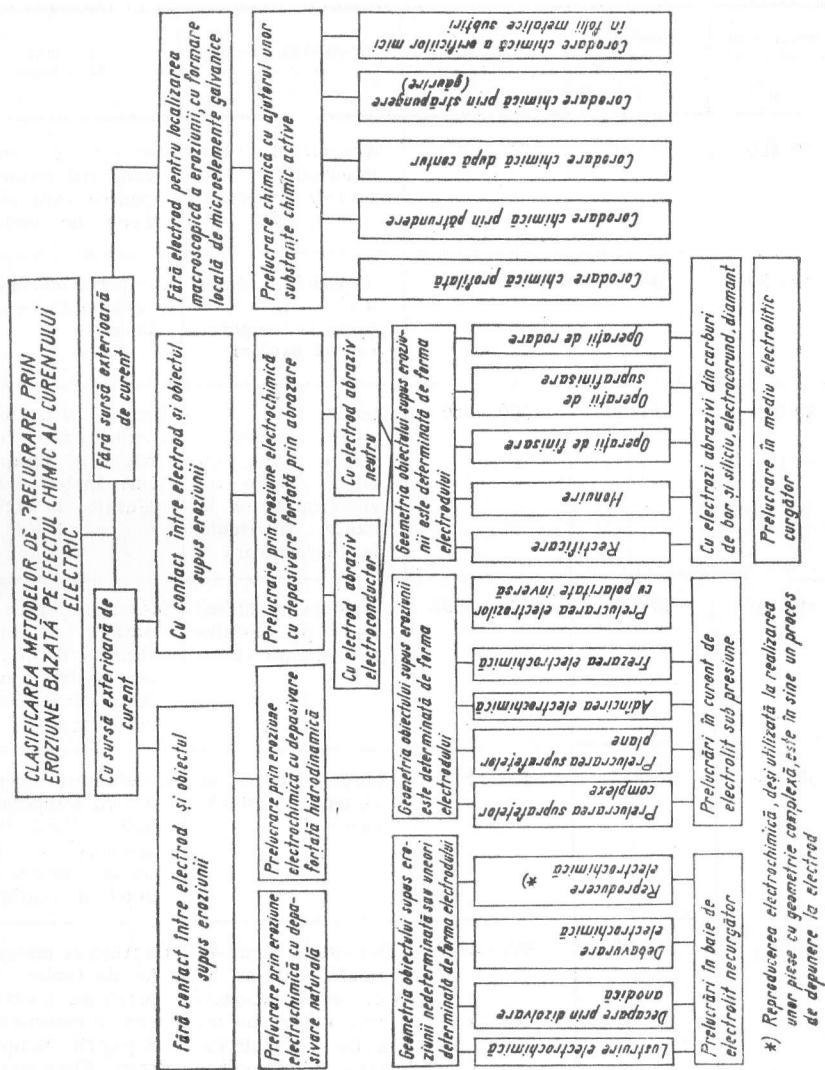 CLASIFICAREA METODELOR DE PRELUCRARE PRIN
EROZIUNE BAZATĂ PE EFECTUL CHIMIC AL CURENTULUI
ELECTRIC
Cu sursă exterioară de
curent
Fără sursă exterioară
de curent
Fără contact între electrod și obiectul
supus eroziunii
Cu contact între electrod și obiectul
supus eroziunii
Fără electrod pentru localizarea
macroscopică a eroziunii, cu formare
locală de microelemente galvanice
Prelucrare prin eroziune
electrochimică cu depa-
sivare naturală
Prelucrare prin eroziune
electrochimică cu depasivare
forțată hidrodinamică
Prelucrare prin eroziune electrochimică
cu depasivare forțată prin abrazare
Prelucrare chimică cu ajutorul unor
substanțe chimic active
Cu electrod abraziv
electroconductor
Cu electrod abraziv
neutru
Geometria obiectului supus ero-
ziunii nedeterminată sau uneori
determinată de forma electrodului
Geometria obiectului supus eroziunii
este determinată de forma
electrodului
Geometria obiectului supus eroziu-
nii este determinată de forma
electrodului
Lustruire electrochimică
Decapare prin dizolvare
anodică
Debavurare
electrochimică
Reproducere
electrochimică *)
Prelucrarea suprafețelor
complexe
Prelucrarea suprafețelor
plane
Adîncirea electrochimică
Frezarea electrochimică
Prelucrarea electrozilor
cu polaritate inversă
Rectificare
Honuire
Operații de finisare
Operații de
suprafinisare
Operații de rodare
Corodare chimică profilată
Corodare chimică prin pătrundere
Corodare chimică după contur
Corodare chimică prin străpungere
(găurire)
Corodare chimică a orificiilor mici
în folii metalice subțiri
Prelucrări în baie de
electrolit necurgător
Prelucrări în curent de
electrolit sub presiune
Cu electrozi abrazivi din carburi
de bor și siliciu, electrocorund, diamant
Prelucrare în mediu electrolitic
curgător
*) Reproducerea electrochimică, deși utilizată la realizarea
unor piese cu geometrie complexă, este în sine un proces
de depunere la electrod